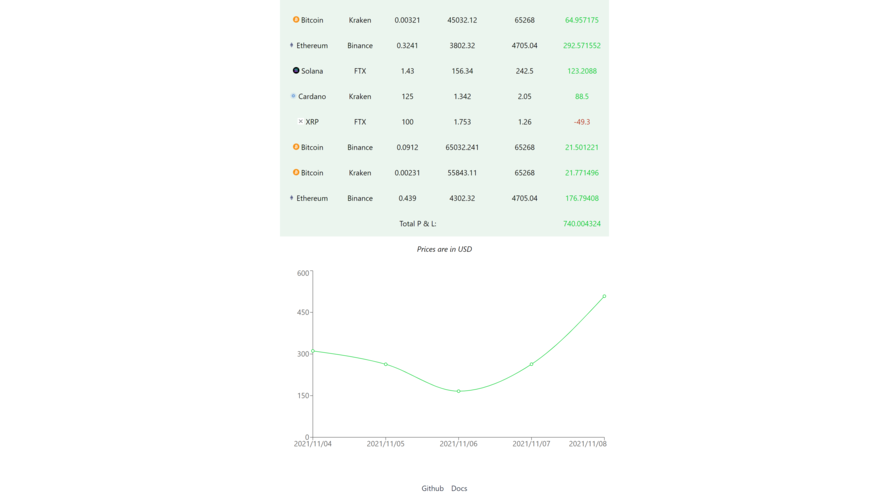 Bitcoin Kraken 0.00321 45032.12 65268 64.957175
Ethereum Binance 0.3241 3802.32 4705.04 292.571552
Solana FTX 1.43 156.34 242.5 123.2088
Cardano Kraken 125 1.342 2.05 88.5
XRP FTX 100 1.753 1.26 -49.3
Bitcoin Binance 0.0912 65032.241 65268 21.501221
Bitcoin Kraken 0.00231 55843.11 65268 21.771496
Ethereum Binance 0.439 4302.32 4705.04 176.79408
Total P & L: 740.004324
Prices are in USD
600
450
300
150
0
2021/11/04 2021/11/05 2021/11/06 2021/11/07 2021/11/08
Github Docs